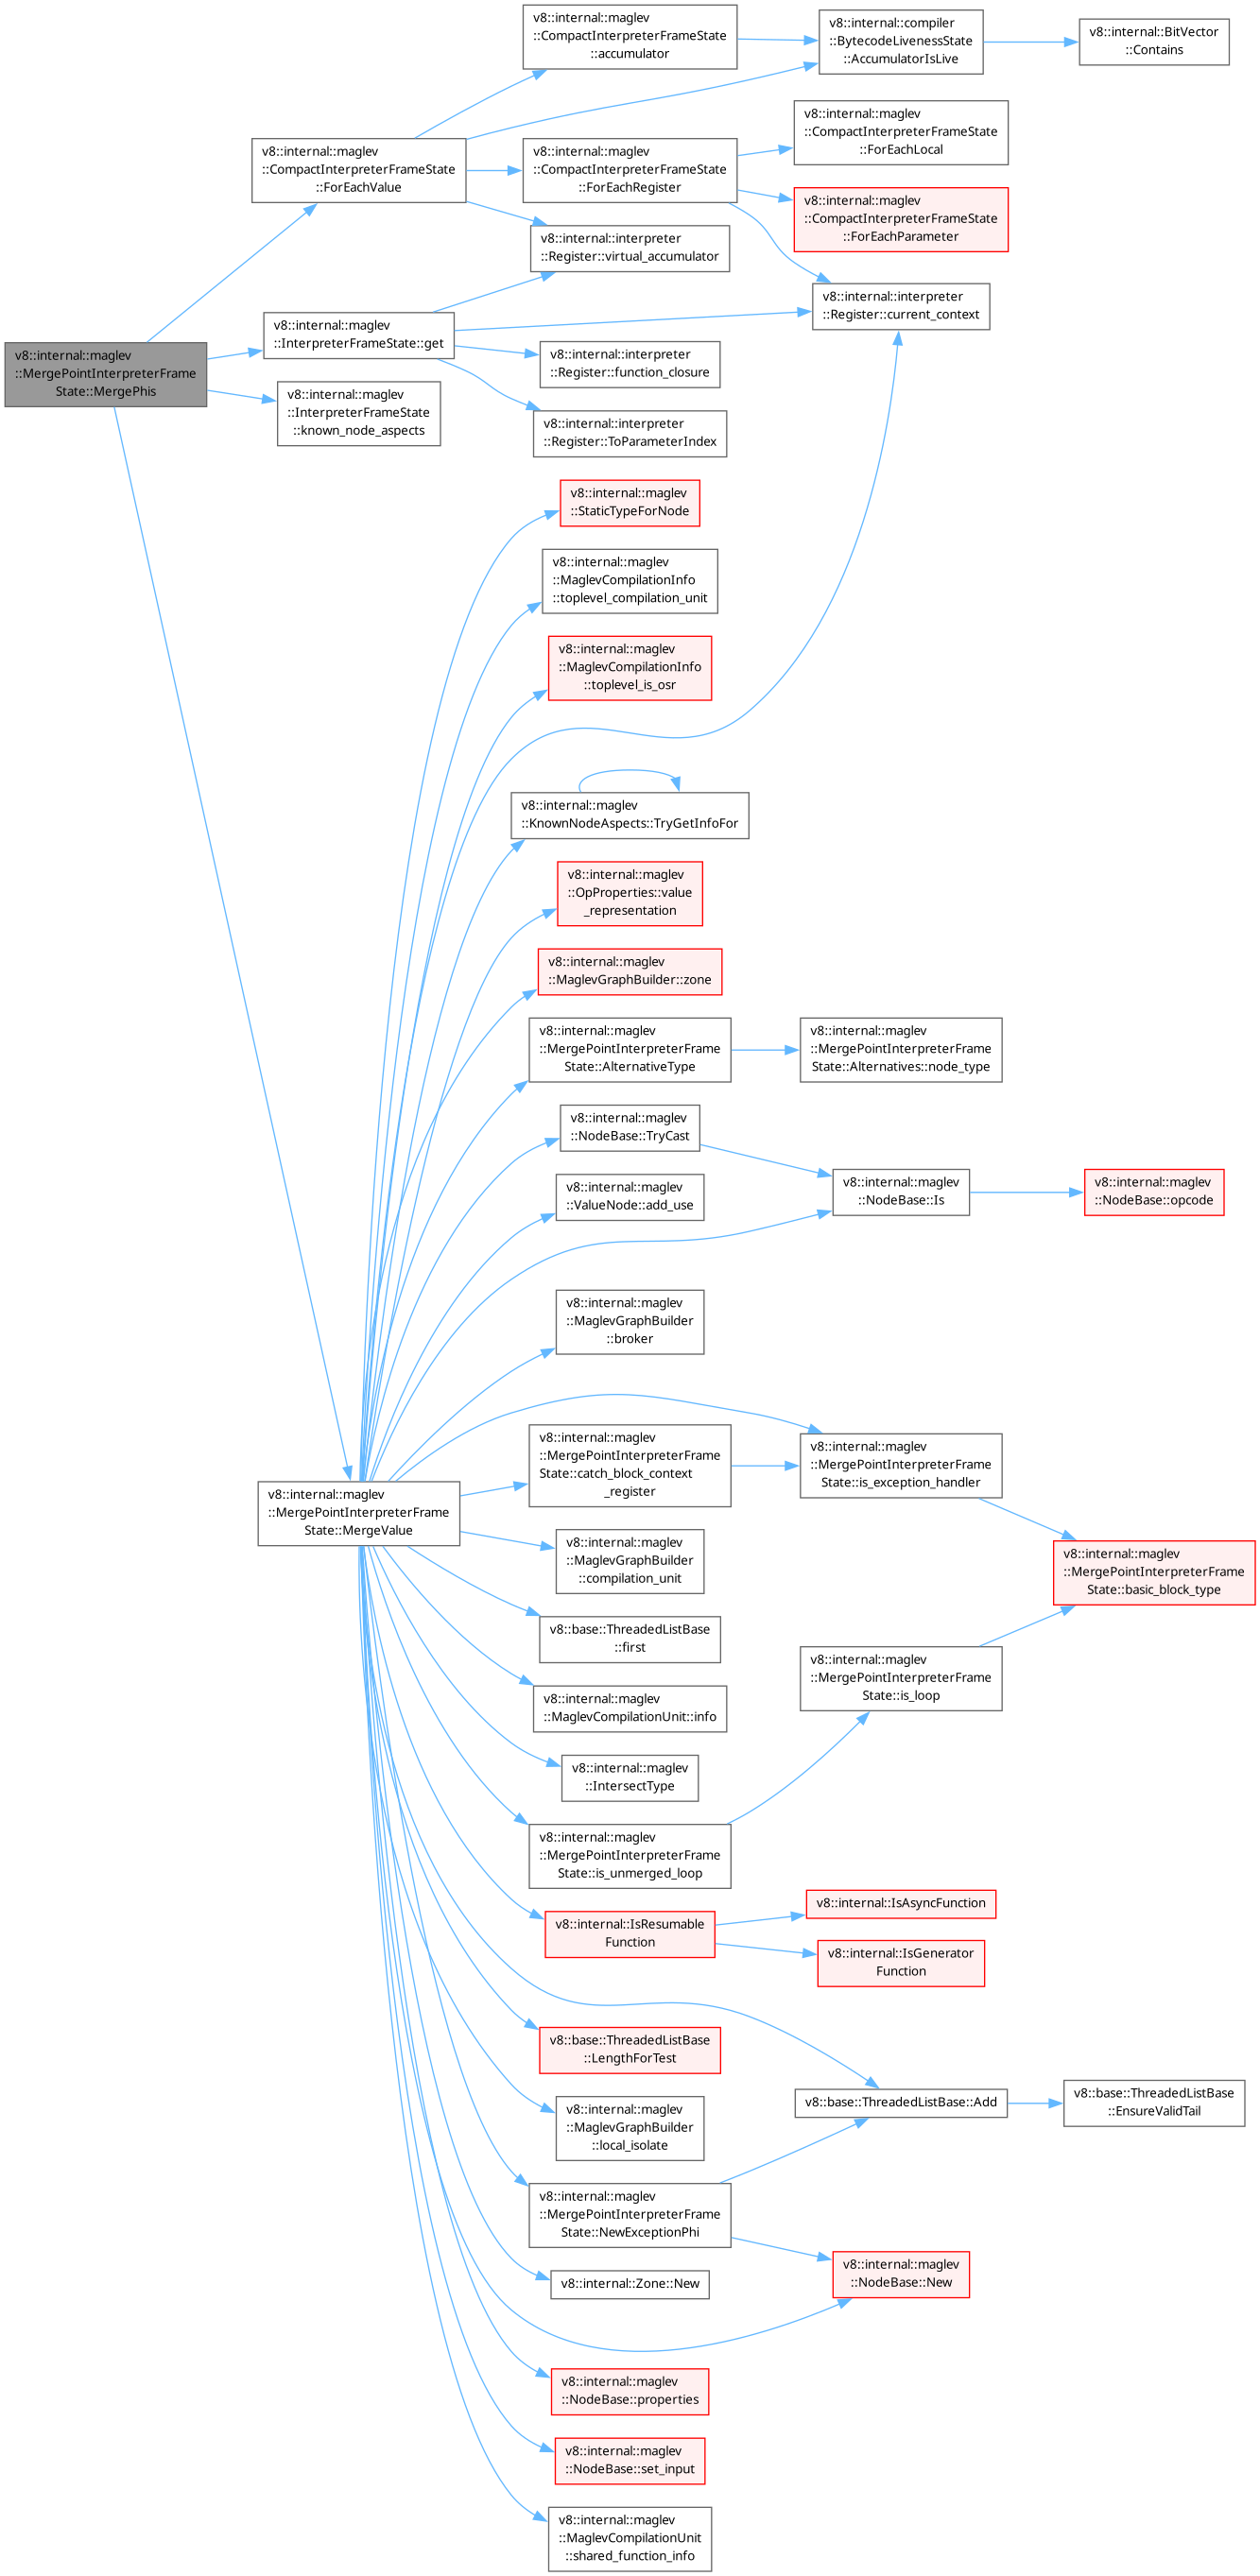 v8::internal::maglev
::MergePointInterpreterFrame
State::MergePhis
v8::internal::maglev
::CompactInterpreterFrameState
::ForEachValue
v8::internal::maglev
::CompactInterpreterFrameState
::accumulator
v8::internal::compiler
::BytecodeLivenessState
::AccumulatorIsLive
v8::internal::BitVector
::Contains
v8::internal::maglev
::CompactInterpreterFrameState
::ForEachRegister
v8::internal::maglev
::CompactInterpreterFrameState
::ForEachLocal
v8::internal::maglev
::CompactInterpreterFrameState
::ForEachParameter
v8::internal::interpreter
::Register::virtual_accumulator
v8::internal::interpreter
::Register::current_context
v8::internal::maglev
::InterpreterFrameState::get
v8::internal::interpreter
::Register::function_closure
v8::internal::interpreter
::Register::ToParameterIndex
v8::internal::maglev
::InterpreterFrameState
::known_node_aspects
v8::internal::maglev
::StaticTypeForNode
v8::internal::maglev
::MaglevCompilationInfo
::toplevel_compilation_unit
v8::internal::maglev
::MaglevCompilationInfo
::toplevel_is_osr
v8::internal::maglev
::KnownNodeAspects::TryGetInfoFor
v8::internal::maglev
::OpProperties::value
_representation
v8::internal::maglev
::MaglevGraphBuilder::zone
v8::internal::maglev
::MergePointInterpreterFrame
State::AlternativeType
v8::internal::maglev
::MergePointInterpreterFrame
State::Alternatives::node_type
v8::internal::maglev
::NodeBase::TryCast
v8::internal::maglev
::NodeBase::Is
v8::internal::maglev
::NodeBase::opcode
v8::internal::maglev
::ValueNode::add_use
v8::internal::maglev
::MaglevGraphBuilder
::broker
v8::internal::maglev
::MergePointInterpreterFrame
State::MergeValue
v8::internal::maglev
::MergePointInterpreterFrame
State::catch_block_context
_register
v8::internal::maglev
::MergePointInterpreterFrame
State::is_exception_handler
v8::internal::maglev
::MergePointInterpreterFrame
State::basic_block_type
v8::internal::maglev
::MaglevGraphBuilder
::compilation_unit
v8::base::ThreadedListBase
::first
v8::internal::maglev
::MaglevCompilationUnit::info
v8::internal::maglev
::MergePointInterpreterFrame
State::is_loop
v8::internal::maglev
::IntersectType
v8::internal::maglev
::MergePointInterpreterFrame
State::is_unmerged_loop
v8::internal::IsResumable
Function
v8::internal::IsAsyncFunction
v8::internal::IsGenerator
Function
v8::base::ThreadedListBase
::LengthForTest
v8::internal::maglev
::MaglevGraphBuilder
::local_isolate
v8::base::ThreadedListBase::Add
v8::base::ThreadedListBase
::EnsureValidTail
v8::internal::maglev
::MergePointInterpreterFrame
State::NewExceptionPhi
v8::internal::Zone::New
v8::internal::maglev
::NodeBase::New
v8::internal::maglev
::NodeBase::properties
v8::internal::maglev
::NodeBase::set_input
v8::internal::maglev
::MaglevCompilationUnit
::shared_function_info